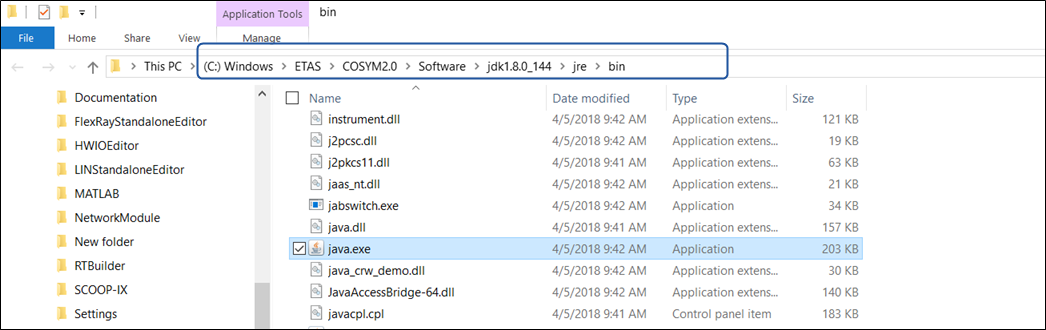 Application Tools bin
File Home Share View Manage
This PC > (C:) Windows > ETAS > COSYM2.0 > Software > jdk1.8.0_144 > jre > bin
Documentation
FlexRayStandaloneEditor
HWIOEditor
LINStandaloneEditor
MATLAB
NetworkModule
New folder
RTBuilder
SCOOP-IX
Settings
Name Date modified Type Size
instrument.dll 4/5/2018 9:42 AM Application extens... 121 KB
j2pcsc.dll 4/5/2018 9:42 AM Application extens... 19 KB
j2pkcs11.dll 4/5/2018 9:41 AM Application extens... 63 KB
jaas_nt.dll 4/5/2018 9:42 AM Application extens... 21 KB
jabswitch.exe 4/5/2018 9:42 AM Application 34 KB
java.dll 4/5/2018 9:41 AM Application extens... 157 KB
java.exe 4/5/2018 9:42 AM Application 203 KB
java_crw_demo.dll 4/5/2018 9:41 AM Application extens... 30 KB
JavaAccessBridge-64.dll 4/5/2018 9:42 AM Application extens... 140 KB
javacpl.cpl 4/5/2018 9:41 AM Control panel item 183 KB